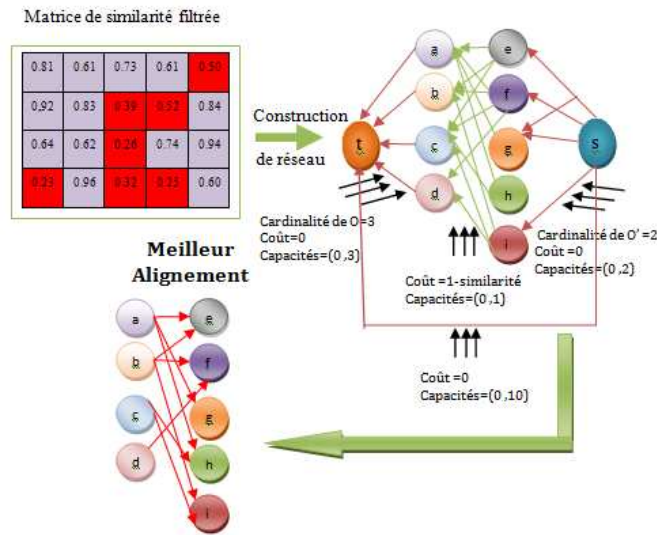 Matrice de similarité filtrée
0.81 0.61 0.73 0.61 0.50
0.92 0.83 0.39 0.52 0.84
0.64 0.62 0.26 0.74 0.94
0.23 0.96 0.32 0.25 0.60
Construction
de réseau
a
e
b
f
t
c
g
s
d
h
i
Cardinalité de O=3
Coût=0
Capacités=(0 ,3)
Coût =1-similarité
Capacités=(0 ,1)
Cardinalité de O' =2
Coût =0
Capacités=(0 ,2)
Coût =0
Capacités=(0 ,10)
Meilleur
Alignement
a
e
b
f
c
g
d
h
i